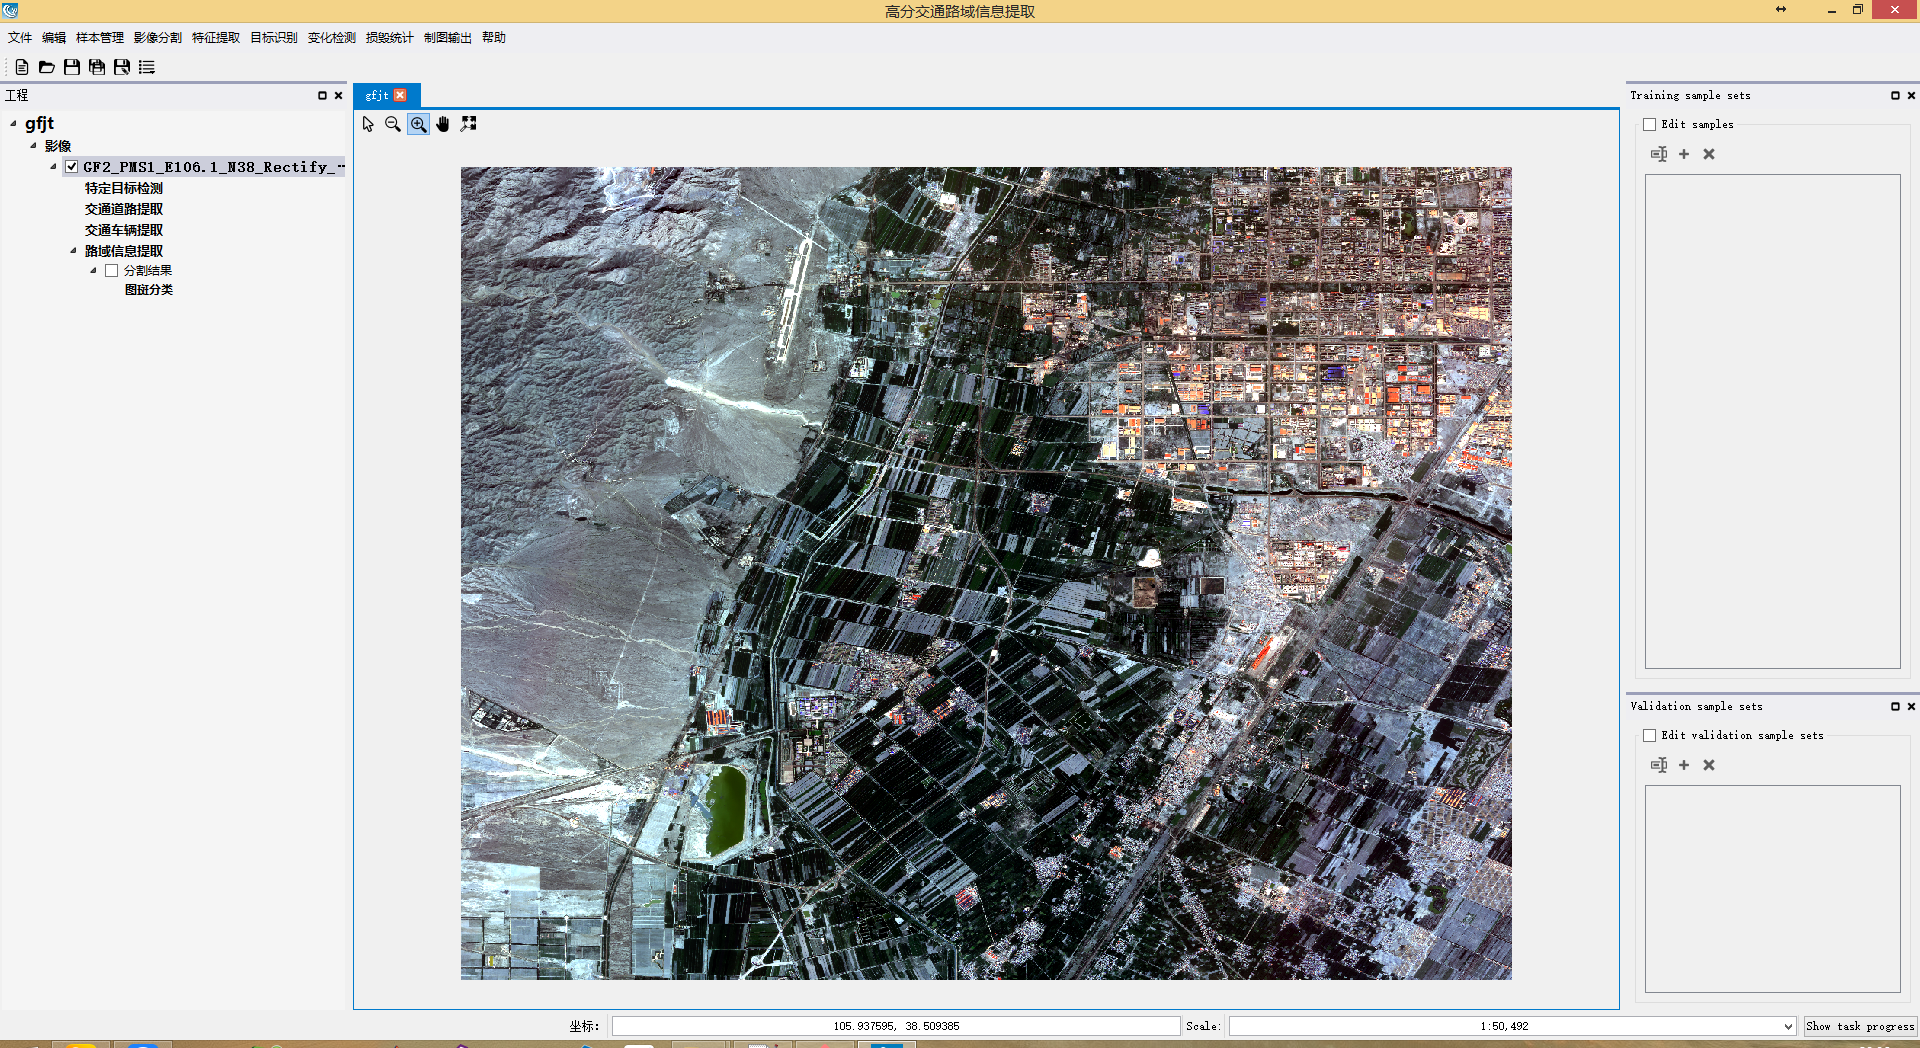 高分交通路域信息提取
文件 编辑 样本管理 影像分割 特征提取 目标识别 变化检测 损毁统计 制图输出 帮助
工程
gfjt
影像
GF2_PMS1_E106.1_N38_Rectify_
特定目标检测
交通道路提取
交通车辆提取
路域信息提取
分割结果
图斑分类
gfjt
Training sample sets
Edit samples
Validation sample sets
Edit validation sample sets
坐标: 105.937595, 38.509385 Scale: 1:50,492 Show task progress